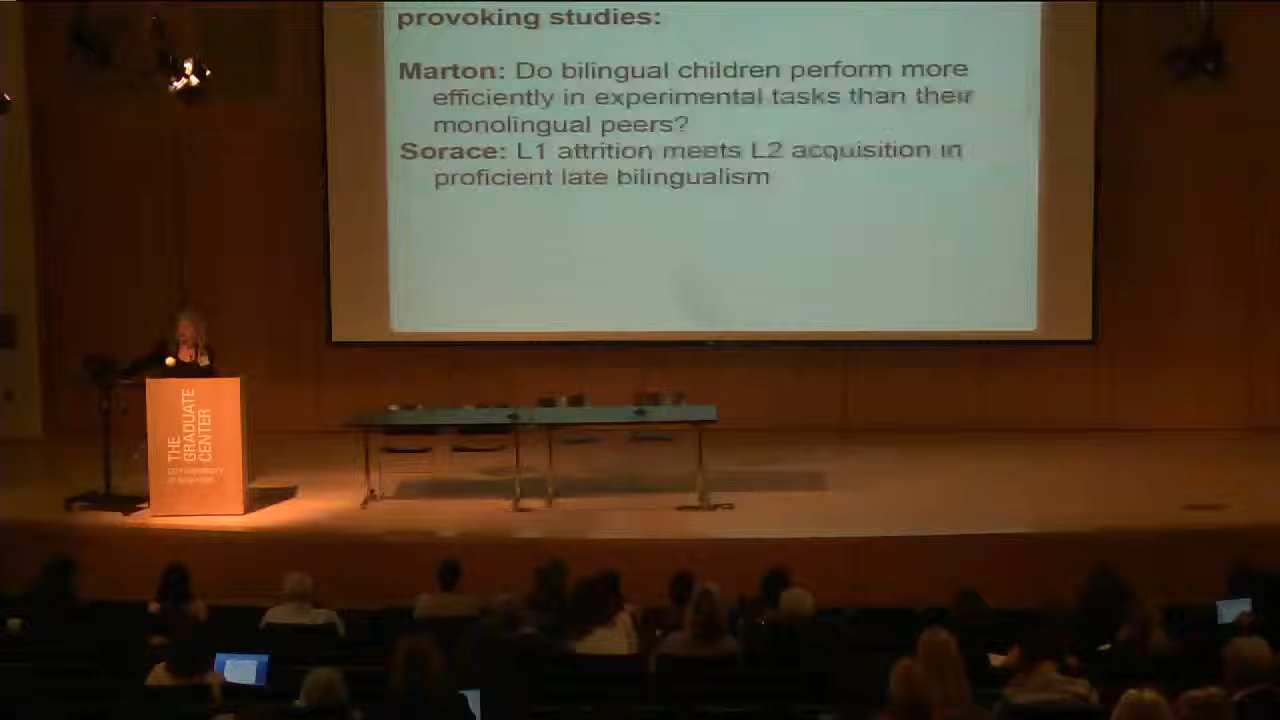 provoking studies:
Marton: Do bilingual children perform more
efficiently in experimental tasks than their
monolingual peers?
Sorace: L1 attrition meets L2 acquisition in
proficient late bilingualism
THE
GRADUATE
CENTER